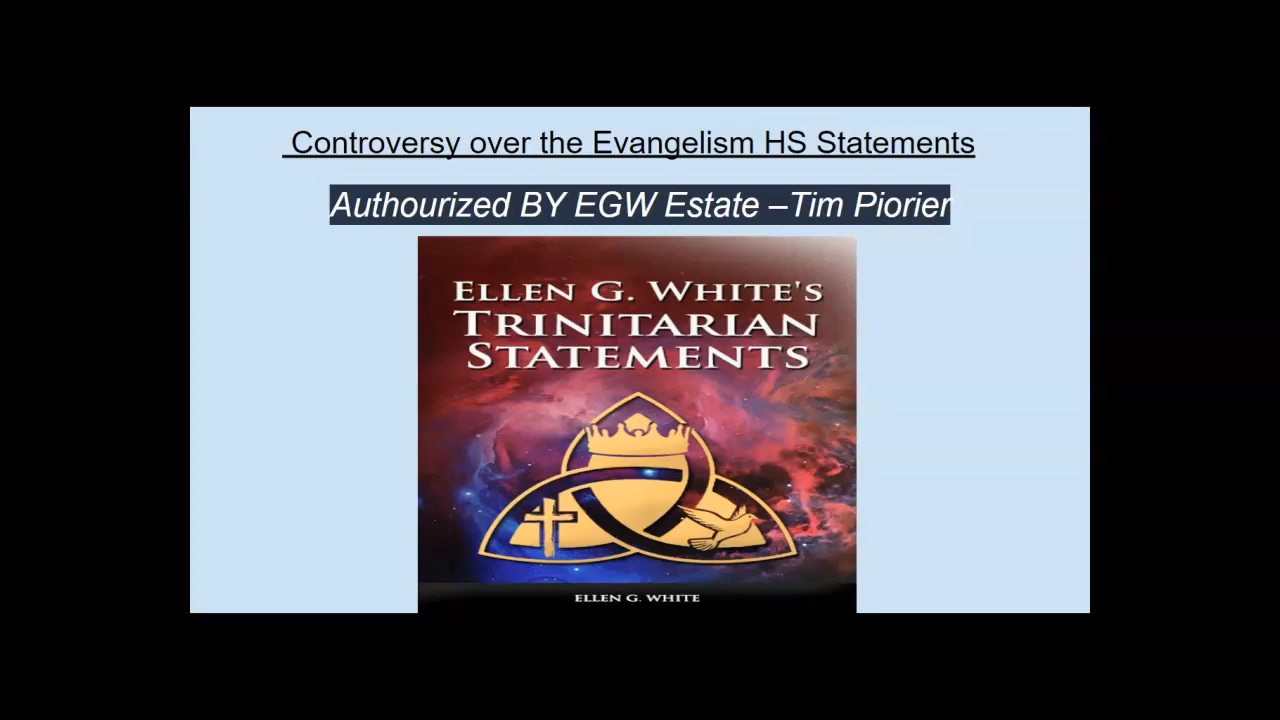 Controversy over the Evangelism HS Statements
Authourized BY EGW Estate –Tim Piorier
ELLEN G. WHITE'S
TRINITARIAN
STATEMENTS
ELLEN G. WHITE